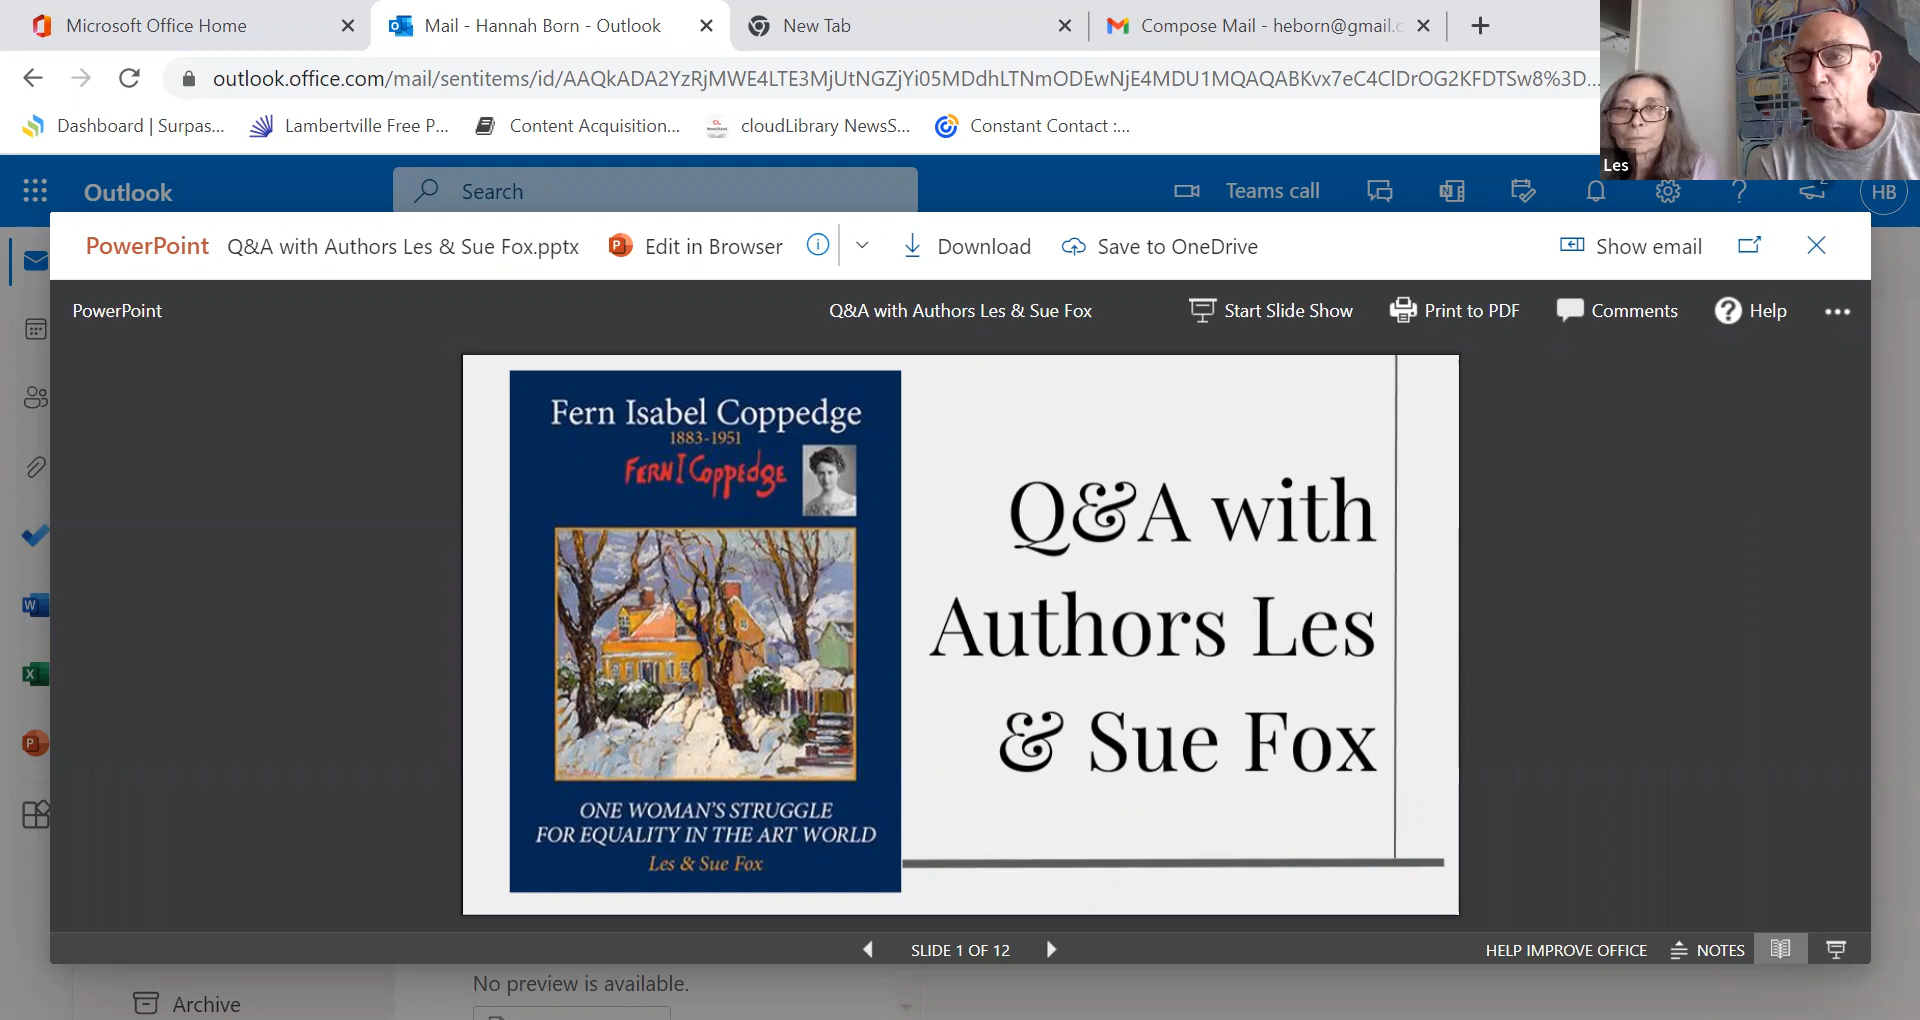 Microsoft Office Home
Mail - Hannah Born - Outlook
New Tab
Compose Mail - heborn@gmail.c
outlook.office.com/mail/sentitems/id/AAQkADA2YzRjMWE4LTE3MjUtNGZjYi05MDdhLTNmODEwNjE4MDU1MQAQABKvx7eC4ClDrOG2KFDTSw8%3D...
Dashboard | Surpas...
Lambertville Free P...
Content Acquisition...
CL
cloudLibrary NewsS...
Constant Contact :...
Les
Outlook
Search
Teams call
HB
PowerPoint
Q&A with Authors Les & Sue Fox.pptx
Edit in Browser
Download
Save to OneDrive
Show email
PowerPoint
Q&A with Authors Les & Sue Fox
Start Slide Show
Print to PDF
Comments
Help
Fern Isabel Coppedge
1883-1951
FERN I COPPEDGE
ONE WOMAN'S STRUGGLE
FOR EQUALITY IN THE ART WORLD
Les & Sue Fox
Q&A with
Authors Les
& Sue Fox
SLIDE 1 OF 12
HELP IMPROVE OFFICE
NOTES
No preview is available.
Archive